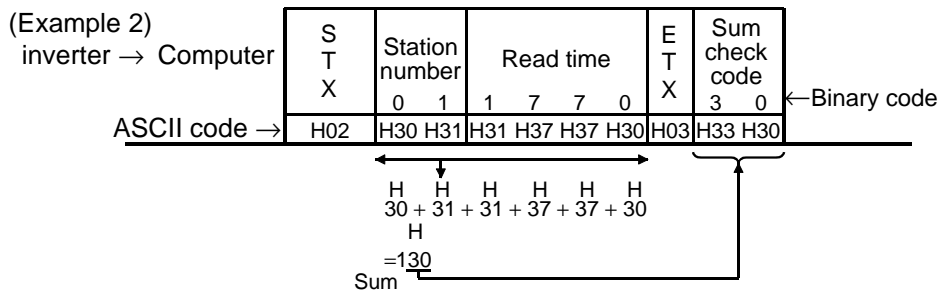 (Example 2)
inverter → Computer
S T X
Station number
Read time
E T X
Sum check code
0 1 1 7 7 0 3 0
←Binary code
ASCII code →
H02 H30 H31 H31 H37 H37 H30 H03 H33 H30
H H H H H H
30 + 31 + 31 + 37 + 37 + 30
H
=130
Sum